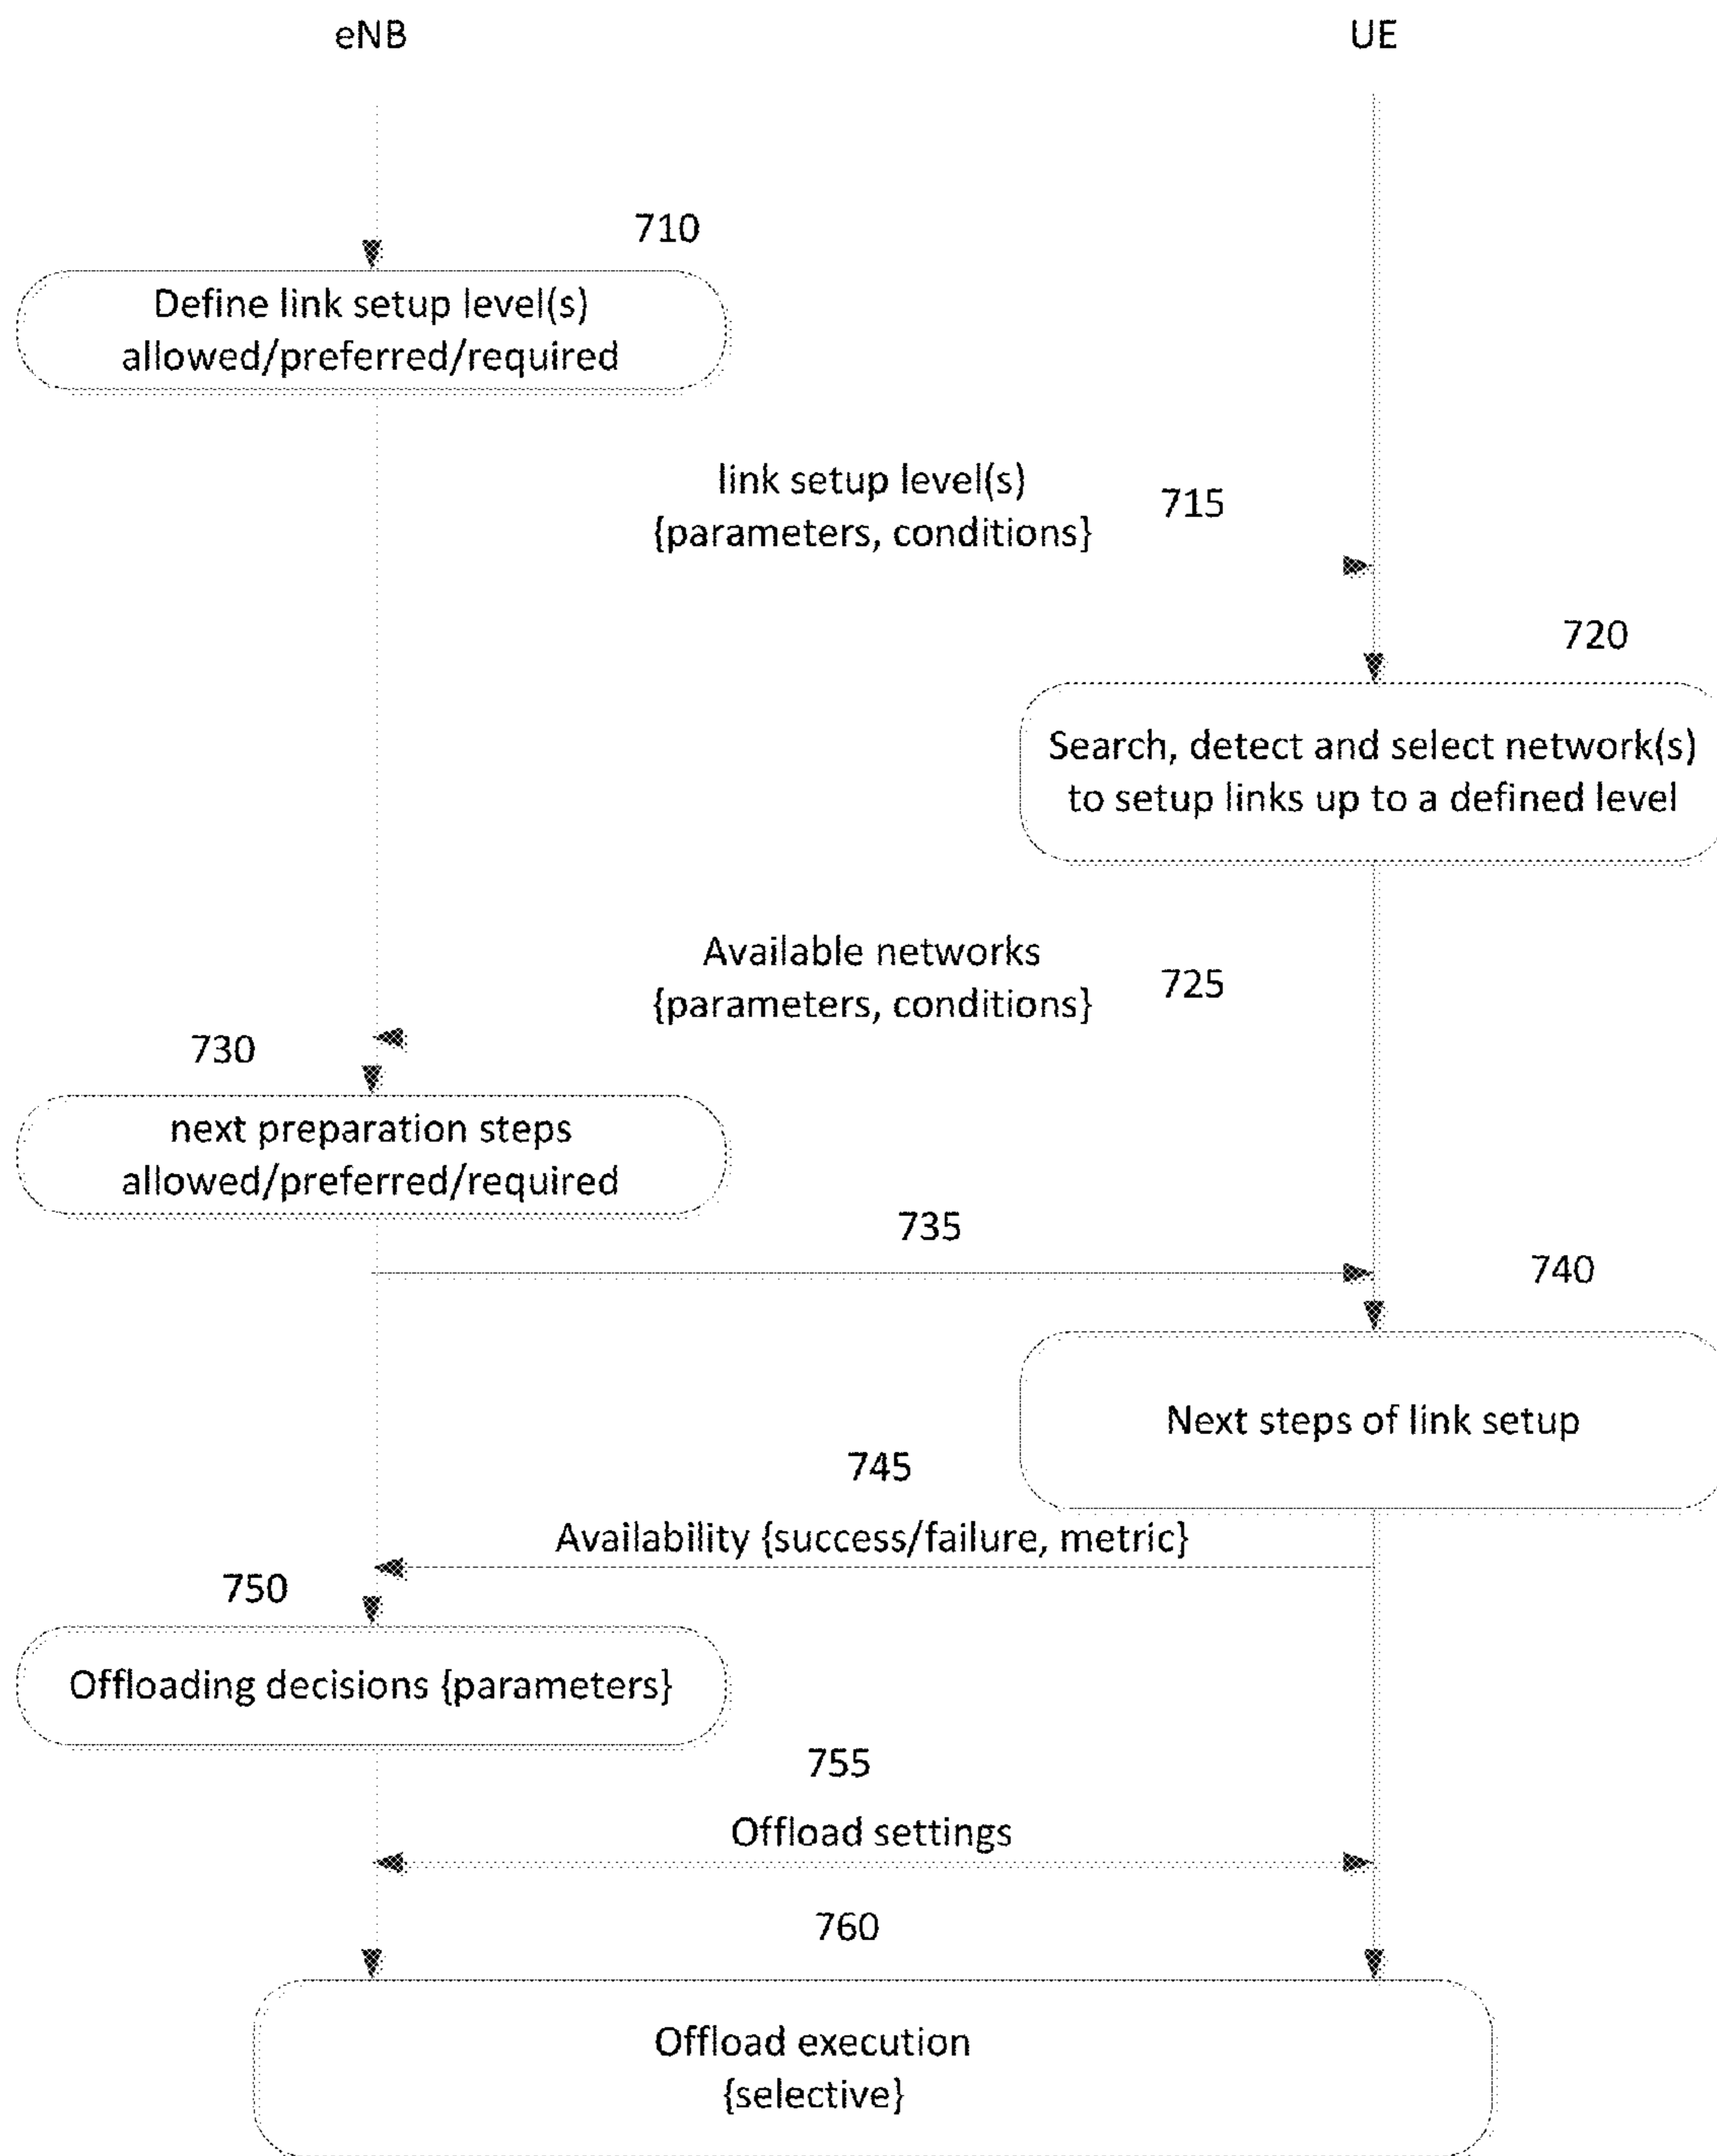 eNB
UE
710
Define link setup level(s)
allowed/preferred/required
link setup level(s)
{parameters, conditions}
715
720
Search, detect and select network(s)
to setup links up to a defined level
Available networks
{parameters, conditions}
725
730
next preparation steps
allowed/preferred/required
735
740
Next steps of link setup
745
Availability {success/failure, metric}
750
Offloading decisions {parameters}
755
Offload settings
760
Offload execution
{selective}